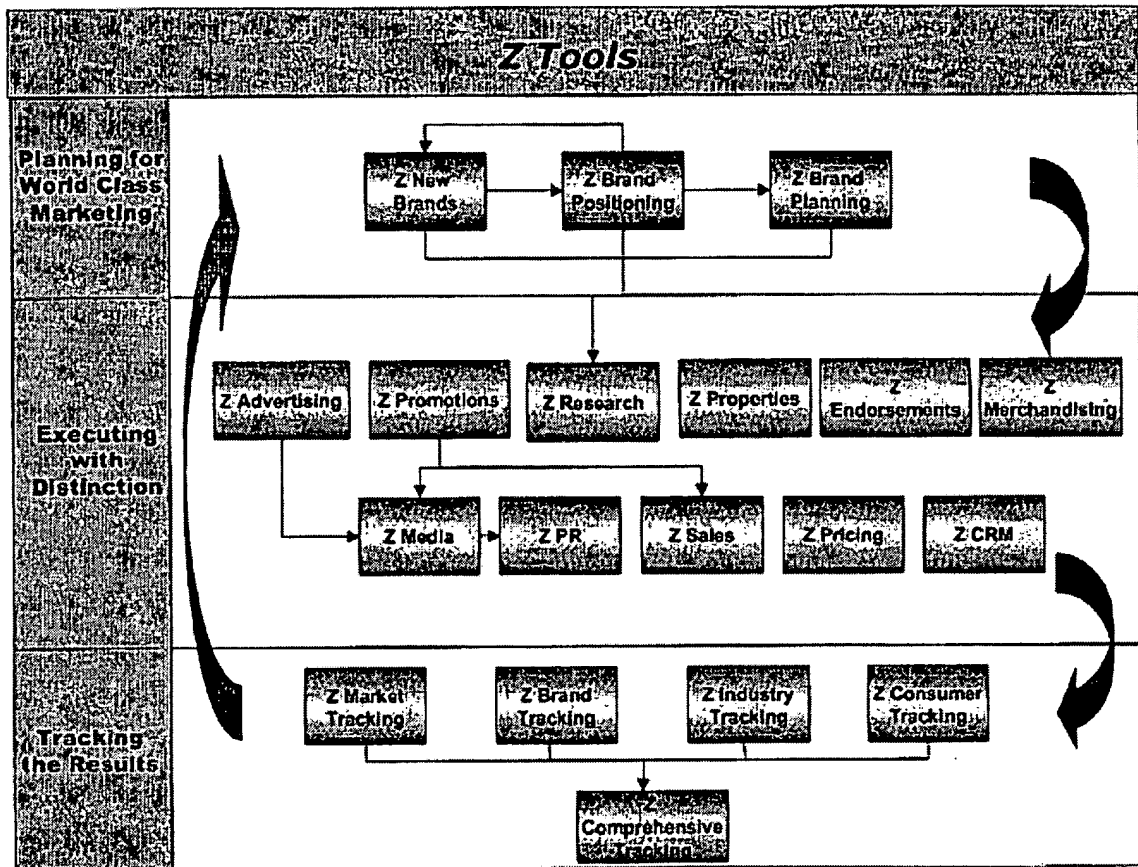 Z Tools
Planning for
World Class
Marketing
Z New
Brands
Z Brand
Positioning
Z Brand
Planning
Executing
with
Distinction
Z Advertising
Z Promotions
Z Research
Z Properties
Z
Endorsements
Z
Merchandising
Z Media
Z PR
Z Sales
Z Pricing
Z CRM
Tracking
the Results
Z Market
Tracking
Z Brand
Tracking
Z Industry
Tracking
Z Consumer
Tracking
Z
Comprehensive
Tracking